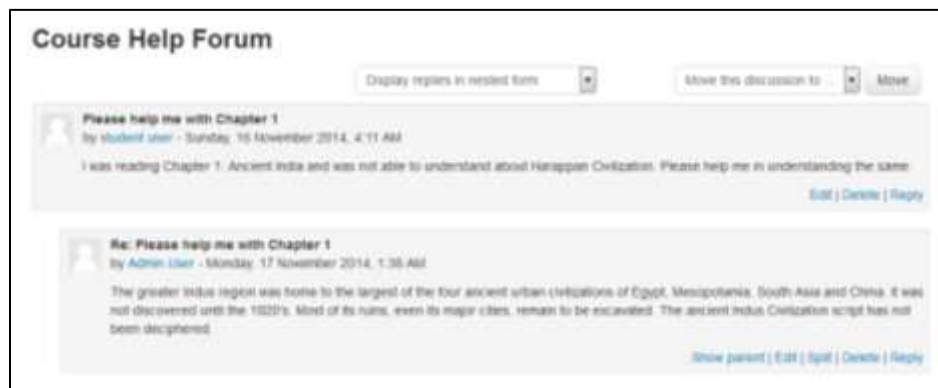 Course Help Forum
Display replies in nested form
Move this discussion to ...
Move
Please help me with Chapter 1
by student user - Sunday, 16 November 2014, 4:11 AM
I was reading Chapter 1: Ancient India and was not able to understand about Harappan Civilization. Please help me in understanding the same.
Edit | Delete | Reply
Re: Please help me with Chapter 1
by Admin User - Monday, 17 November 2014, 1:38 AM
The greater Indus region was home to the largest of the four ancient urban civilizations of Egypt, Mesopotamia, South Asia and China. It was
not discovered until the 1920's. Most of its ruins, even its major cities, remain to be excavated. The ancient Indus Civilization script has not
been deciphered.
Show parent | Edit | Split | Delete | Reply